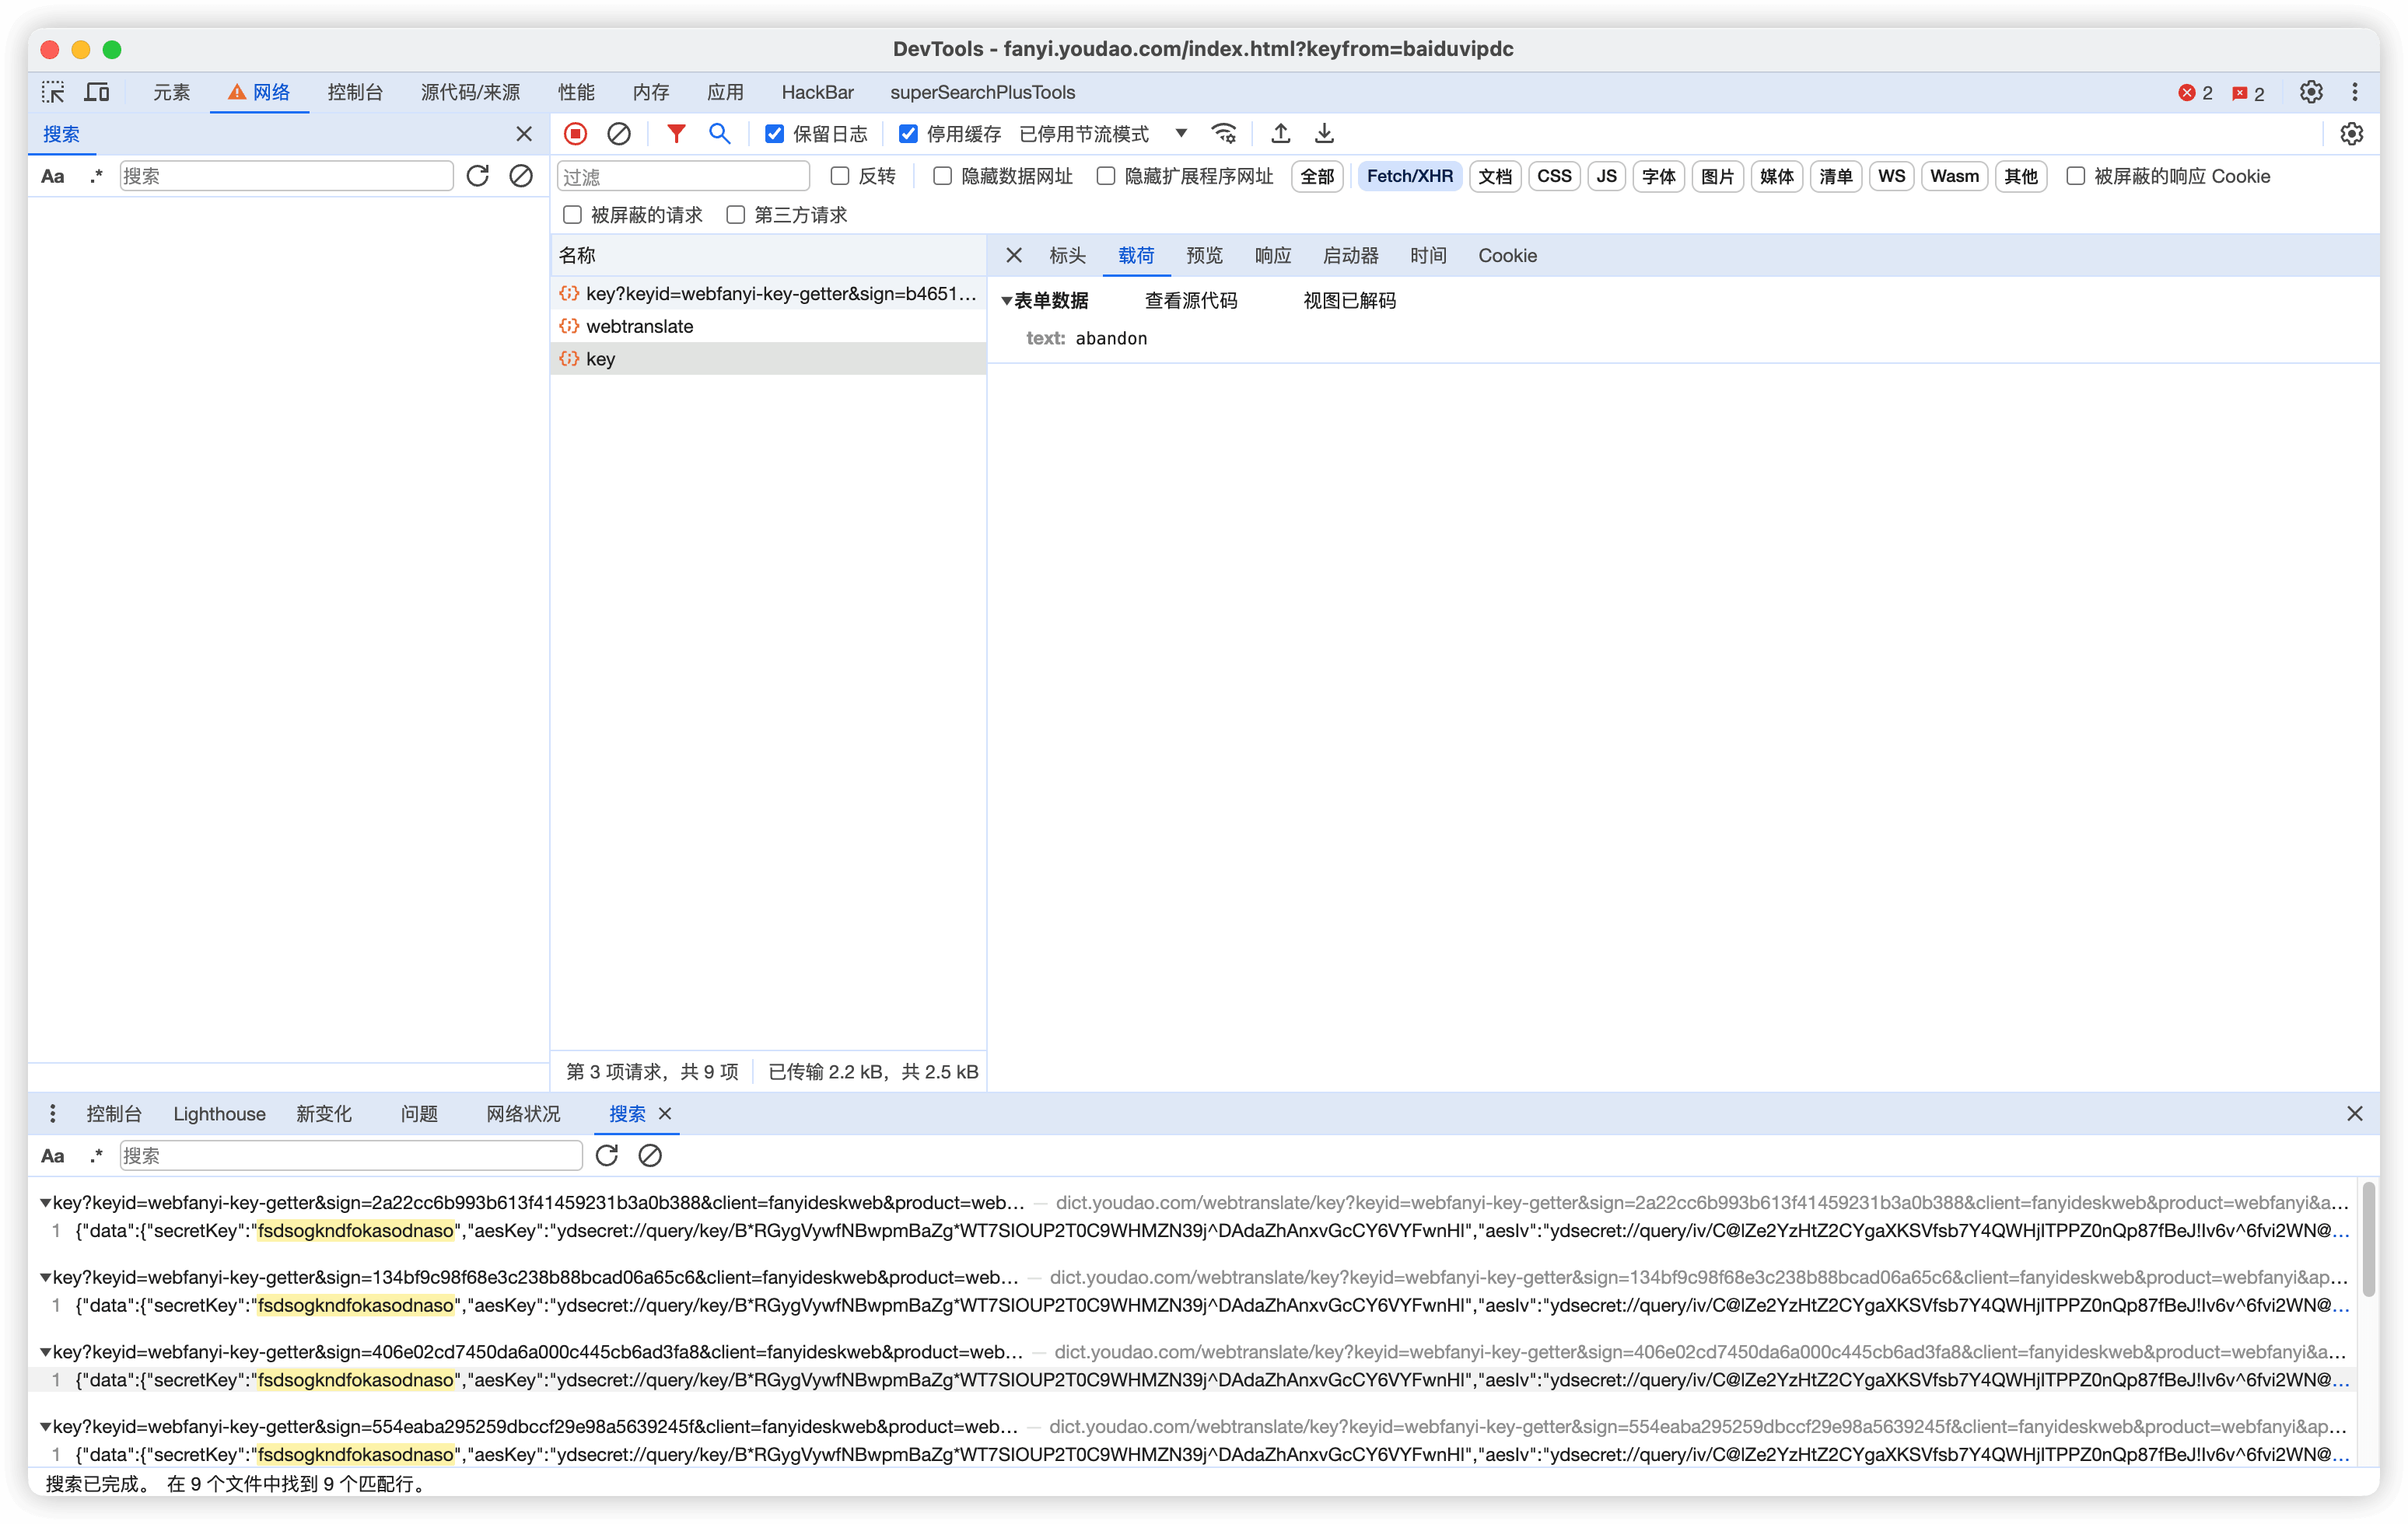 DevTools - fanyi.youdao.com/index.html?keyfrom=baiduvipdc
元素 网络 控制台 源代码/来源 性能 内存 应用 HackBar superSearchPlusTools 2 2
搜索
Aa .* 搜索
保留日志 停用缓存 已停用节流模式
过滤 反转 隐藏数据网址 隐藏扩展程序网址 全部 Fetch/XHR 文档 CSS JS 字体 图片 媒体 清单 WS Wasm 其他 被屏蔽的响应 Cookie
被屏蔽的请求 第三方请求
名称
key?keyid=webfanyi-key-getter&sign=b4651...
webtranslate
key
标头 载荷 预览 响应 启动器 时间 Cookie
表单数据 查看源代码 视图已解码
text: abandon
第 3 项请求，共 9 项 已传输 2.2 kB，共 2.5 kB
控制台 Lighthouse 新变化 问题 网络状况 搜索
Aa .* 搜索
key?keyid=webfanyi-key-getter&sign=2a22cc6b993b613f41459231b3a0b388&client=fanyideskweb&product=web... — dict.youdao.com/webtranslate/key?keyid=webfanyi-key-getter&sign=2a22cc6b993b613f41459231b3a0b388&client=fanyideskweb&product=webfanyi&a...
1 {"data":{"secretKey":"fsdsogkndfokasodnaso","aesKey":"ydsecret://query/key/B*RGygVywfNBwpmBaZg*WT7SIOUP2T0C9WHMZN39j^DAdaZhAnxvGcCY6VYFwnHl","aesIv":"ydsecret://query/iv/C@lZe2YzHtZ2CYgaXKSVfsb7Y4QWHjITPPZ0nQp87fBeJ!Iv6v^6fvi2WN@...
key?keyid=webfanyi-key-getter&sign=134bf9c98f68e3c238b88bcad06a65c6&client=fanyideskweb&product=web... — dict.youdao.com/webtranslate/key?keyid=webfanyi-key-getter&sign=134bf9c98f68e3c238b88bcad06a65c6&client=fanyideskweb&product=webfanyi&ap...
1 {"data":{"secretKey":"fsdsogkndfokasodnaso","aesKey":"ydsecret://query/key/B*RGygVywfNBwpmBaZg*WT7SIOUP2T0C9WHMZN39j^DAdaZhAnxvGcCY6VYFwnHl","aesIv":"ydsecret://query/iv/C@lZe2YzHtZ2CYgaXKSVfsb7Y4QWHjITPPZ0nQp87fBeJ!Iv6v^6fvi2WN@...
key?keyid=webfanyi-key-getter&sign=406e02cd7450da6a000c445cb6ad3fa8&client=fanyideskweb&product=web... — dict.youdao.com/webtranslate/key?keyid=webfanyi-key-getter&sign=406e02cd7450da6a000c445cb6ad3fa8&client=fanyideskweb&product=webfanyi&a...
1 {"data":{"secretKey":"fsdsogkndfokasodnaso","aesKey":"ydsecret://query/key/B*RGygVywfNBwpmBaZg*WT7SIOUP2T0C9WHMZN39j^DAdaZhAnxvGcCY6VYFwnHl","aesIv":"ydsecret://query/iv/C@lZe2YzHtZ2CYgaXKSVfsb7Y4QWHjITPPZ0nQp87fBeJ!Iv6v^6fvi2WN@...
key?keyid=webfanyi-key-getter&sign=554eaba295259dbccf29e98a5639245f&client=fanyideskweb&product=web... — dict.youdao.com/webtranslate/key?keyid=webfanyi-key-getter&sign=554eaba295259dbccf29e98a5639245f&client=fanyideskweb&product=webfanyi&ap...
1 {"data":{"secretKey":"fsdsogkndfokasodnaso","aesKey":"ydsecret://query/key/B*RGygVywfNBwpmBaZg*WT7SIOUP2T0C9WHMZN39j^DAdaZhAnxvGcCY6VYFwnHl","aesIv":"ydsecret://query/iv/C@lZe2YzHtZ2CYgaXKSVfsb7Y4QWHjITPPZ0nQp87fBeJ!Iv6v^6fvi2WN@...
搜索已完成。 在 9 个文件中找到 9 个匹配行。